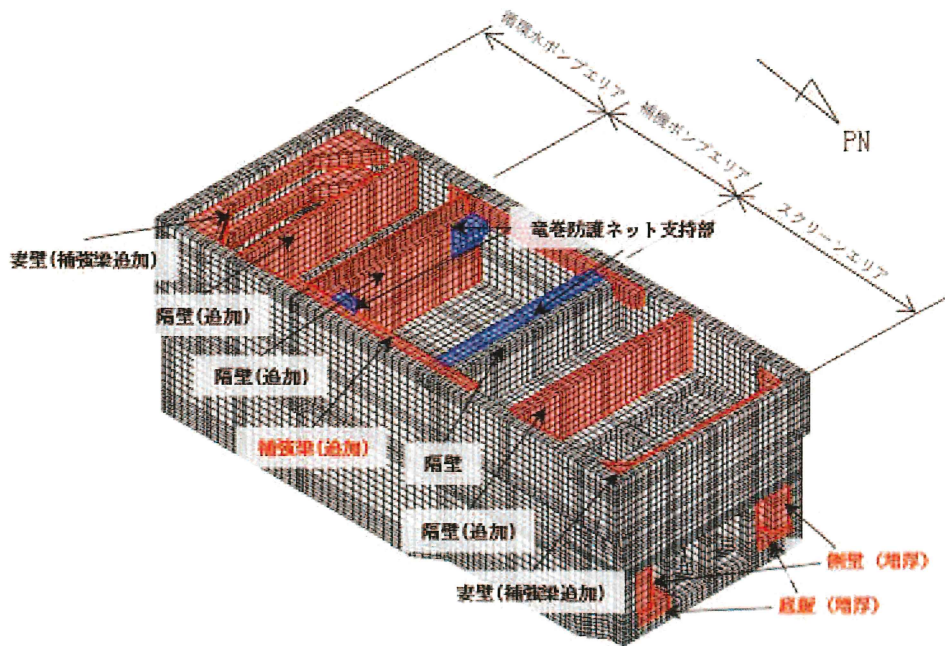 循環水ポンプエリア
補機ポンプエリア
スクリーンエリア
PN
竜巻防護ネット支持部
妻壁(補強梁追加)
隔壁(追加)
隔壁(追加)
補強梁(追加)
隔壁
隔壁(追加)
妻壁(補強梁追加)
側壁 (増厚)
底版 (増厚)